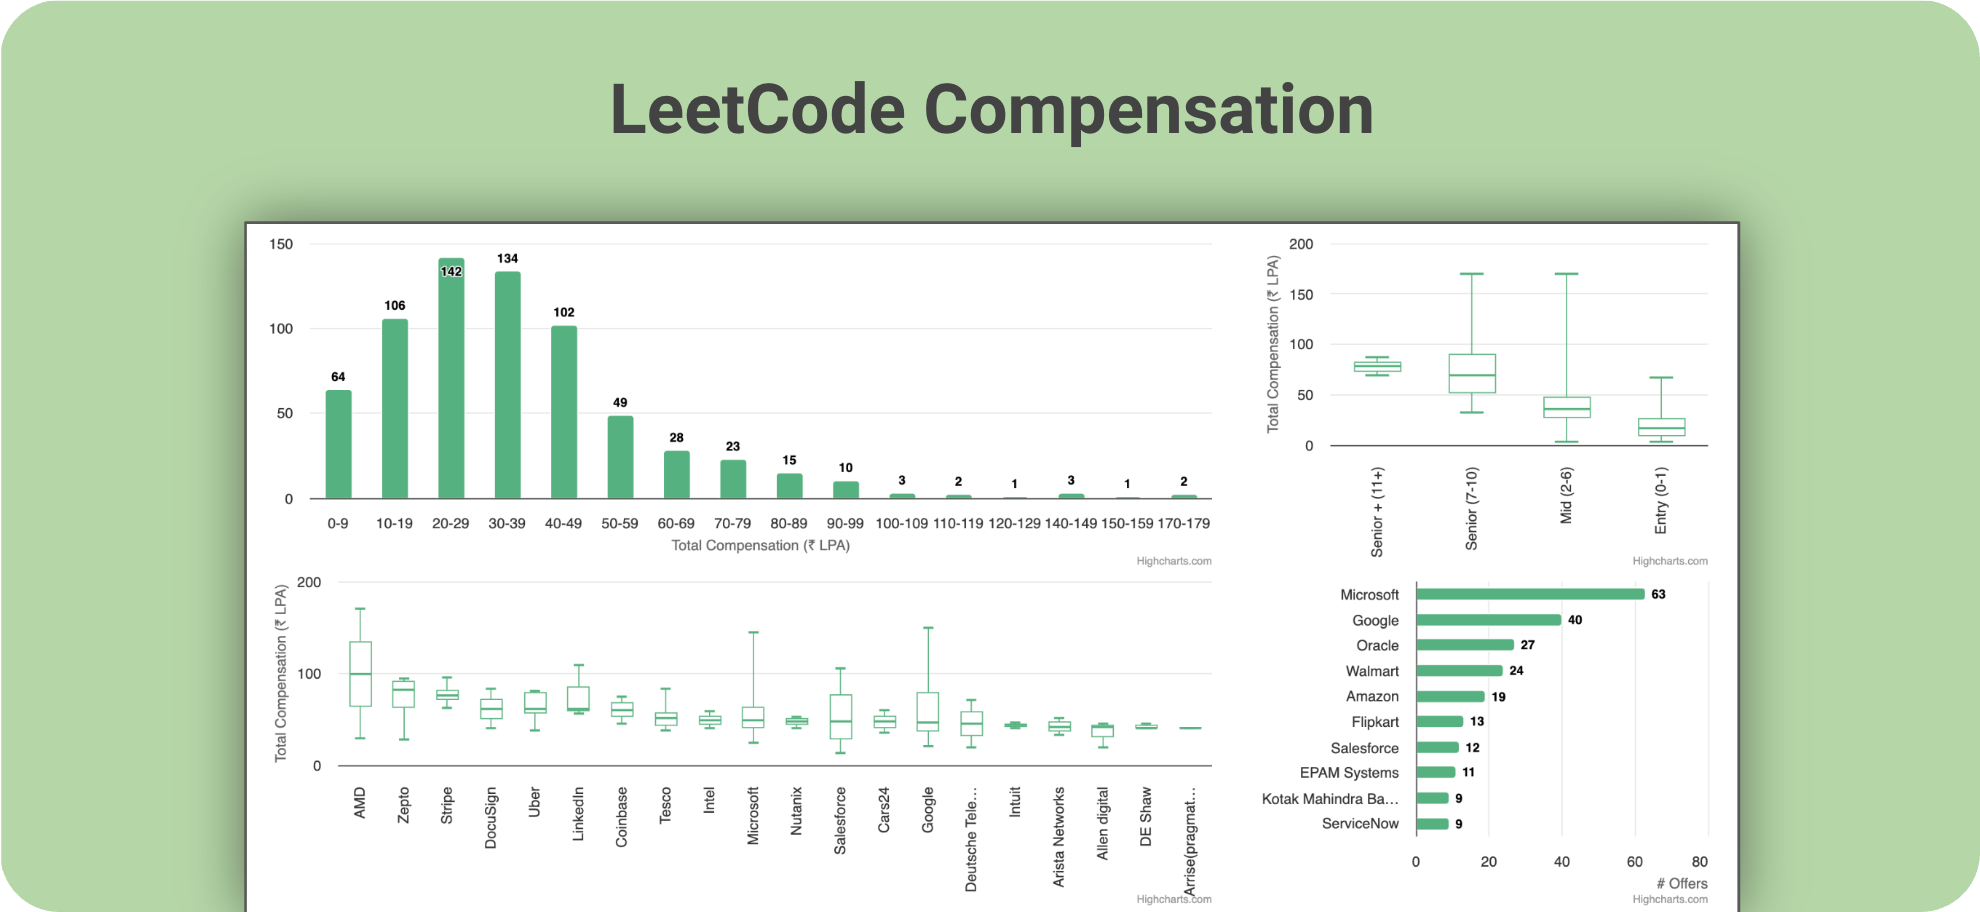 LeetCode Compensation
150
100
50
0
64
106
142
134
102
49
28
23
15
10
3
2
1
3
1
2
0-9
10-19
20-29
30-39
40-49
50-59
60-69
70-79
80-89
90-99
100-109
110-119
120-129
140-149
150-159
170-179
Total Compensation (₹ LPA)
Highcharts.com
Total Compensation (₹ LPA)
200
150
100
50
0
Senior + (11+)
Senior (7-10)
Mid (2-6)
Entry (0-1)
Highcharts.com
Total Compensation (₹ LPA)
200
100
0
AMD
Zepto
Stripe
DocuSign
Uber
LinkedIn
Coinbase
Tesco
Intel
Microsoft
Nutanix
Salesforce
Cars24
Google
Deutsche Tele…
Intuit
Arista Networks
Allen digital
DE Shaw
Arrise(pragmat…
Highcharts.com
Microsoft 63
Google 40
Oracle 27
Walmart 24
Amazon 19
Flipkart 13
Salesforce 12
EPAM Systems 11
Kotak Mahindra Ba… 9
ServiceNow 9
0 20 40 60 80
# Offers
Highcharts.com